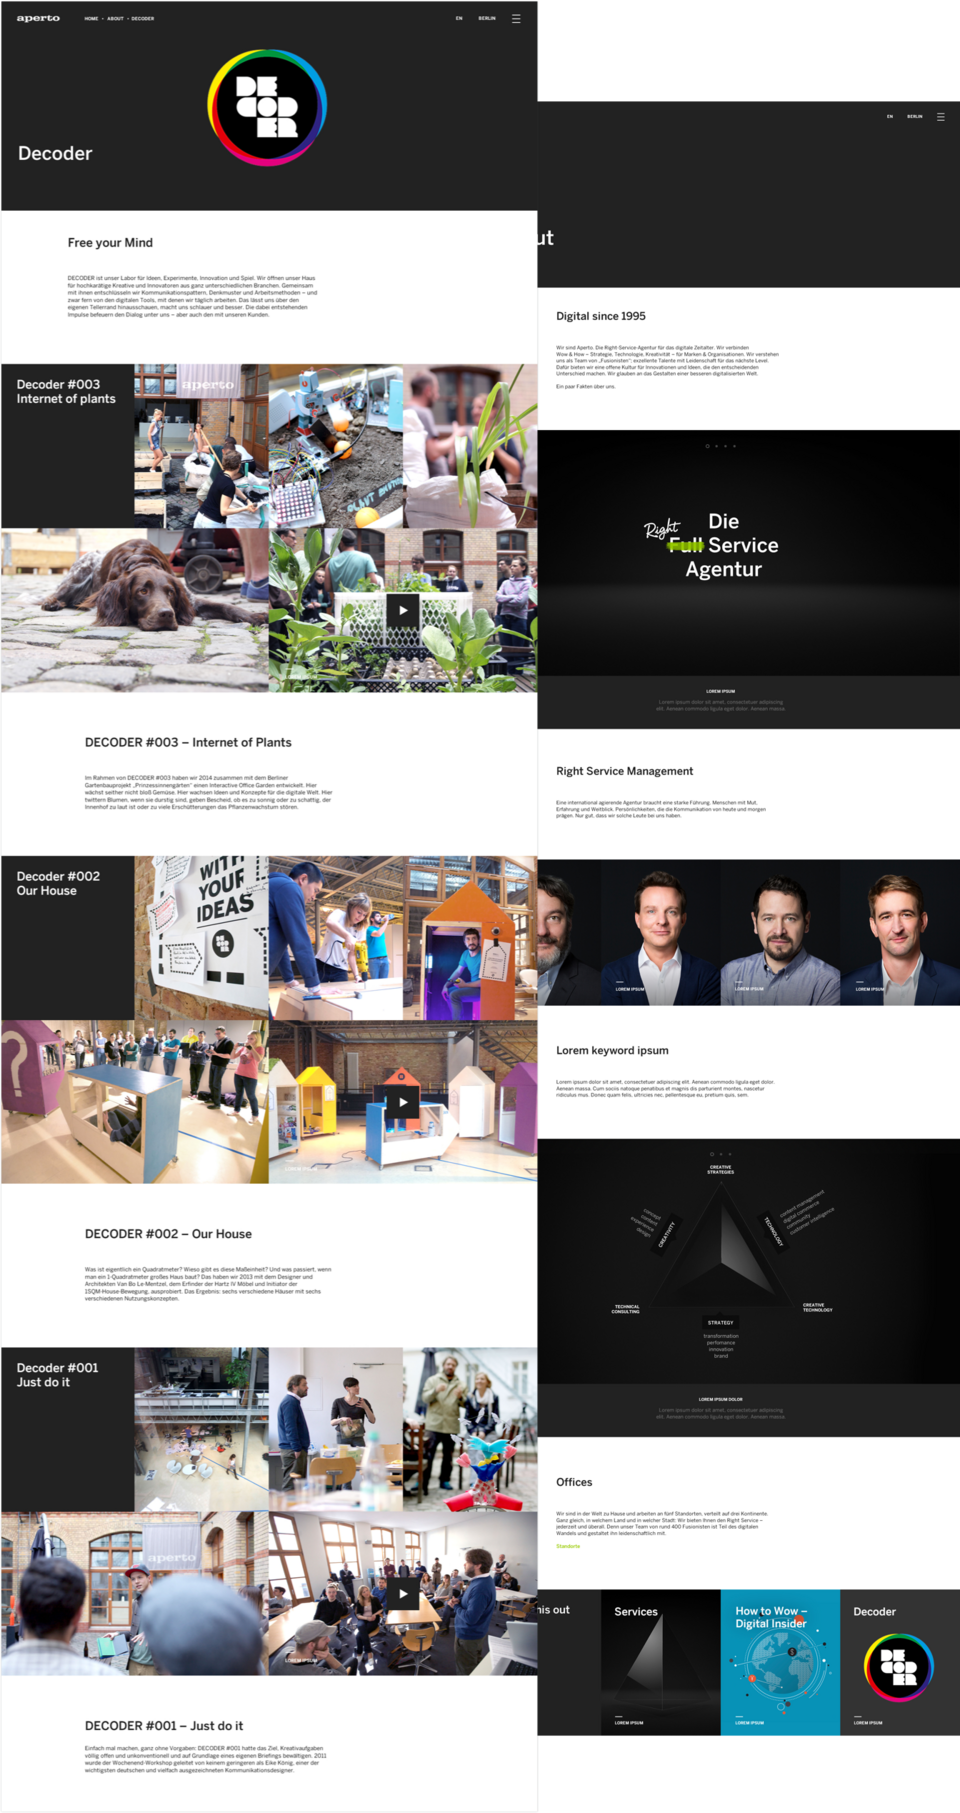 aperto
HOME • ABOUT • DECODER
EN
BERLIN
DE
COD
ER
Decoder
Free your Mind
DECODER ist unser Labor für Ideen, Experimente, Innovation und Spiel. Wir öffnen unser Haus
für hochkarätige Kreative und Innovatoren aus ganz unterschiedlichen Branchen. Gemeinsam
mit ihnen entschlüsseln wir Kommunikationspattern, Denkmuster und Arbeitsmethoden – und
zwar fern von den digitalen Tools, mit denen wir täglich arbeiten. Das lässt uns über den
eigenen Tellerrand hinausschauen, macht uns schlauer und besser. Die dabei entstehenden
Impulse befeuern den Dialog unter uns – aber auch den mit unseren Kunden.
Decoder #003
Internet of plants
aperto
LOREM IPSUM
DECODER #003 – Internet of Plants
Im Rahmen von DECODER #003 haben wir 2014 zusammen mit dem Berliner
Gartenbauprojekt „Prinzessinnengärten“ einen Interactive Office Garden entwickelt. Hier
wächst seither nicht bloß Gemüse. Hier wachsen Ideen und Konzepte für die digitale Welt. Hier
twittern Blumen, wenn sie durstig sind, geben Bescheid, ob es zu sonnig oder zu schattig, der
Innenhof zu laut ist oder zu viele Erschütterungen das Pflanzenwachstum stören.
Decoder #002
Our House
WITH
YOUR
IDEAS
DE
COD
ER
?
LOREM IPSUM
DECODER #002 – Our House
Was ist eigentlich ein Quadratmeter? Wieso gibt es diese Maßeinheit? Und was passiert, wenn
man ein 1-Quadratmeter großes Haus baut? Das haben wir 2013 mit dem Designer und
Architekten Van Bo Le-Mentzel, dem Erfinder der Hartz IV Möbel und Initiator der
1SQM-House-Bewegung, ausprobiert. Das Ergebnis: sechs verschiedene Häuser mit sechs
verschiedenen Nutzungskonzepten.
Decoder #001
Just do it
aperto
LOREM IPSUM
DECODER #001 – Just do it
Einfach mal machen, ganz ohne Vorgaben: DECODER #001 hatte das Ziel, Kreativaufgaben
völlig offen und unkonventionell und auf Grundlage eines eigenen Briefings bewältigen. 2011
wurde der Wochenend-Workshop geleitet von keinem geringeren als Eike König, einer der
wichtigsten deutschen und vielfach ausgezeichneten Kommunikationsdesigner.
EN
BERLIN
ut
Digital since 1995
Wir sind Aperto. Die Right-Service-Agentur für das digitale Zeitalter. Wir verbinden
Wow & How – Strategie, Technologie, Kreativität – für Marken & Organisationen. Wir verstehen
uns als Team von „Fusionisten“: exzellente Talente mit Leidenschaft für das nächste Level.
Dafür bieten wir eine offene Kultur für Innovationen und Ideen, die den entscheidenden
Unterschied machen. Wir glauben an das Gestalten einer besseren digitalisierten Welt.
Ein paar Fakten über uns.
Die
Right
Full Service
Agentur
LOREM IPSUM
Lorem ipsum dolor sit amet, consectetuer adipiscing
elit. Aenean commodo ligula eget dolor. Aenean massa
Right Service Management
Eine international agierende Agentur braucht eine starke Führung. Menschen mit Mut,
Erfahrung und Weitblick. Persönlichkeiten, die die Kommunikation von heute und morgen
prägen. Nur gut, dass wir solche Leute bei uns haben.
LOREM IPSUM
LOREM IPSUM
LOREM IPSUM
Lorem keyword ipsum
Lorem ipsum dolor sit amet, consectetuer adipiscing elit. Aenean commodo ligula eget dolor.
Aenean massa. Cum sociis natoque penatibus et magnis dis parturient montes, nascetur
ridiculus mus. Donec quam felis, ultricies nec, pellentesque eu, pretium quis, sem.
CREATIVE
STRATEGIES
concept
content
experience
design
CREATIVITY
TECHNOLOGY
content management
digital commerce
community
customer intelligence
TECHNICAL
CONSULTING
CREATIVE
TECHNOLOGY
STRATEGY
transformation
perfomance
innovation
brand
LOREM IPSUM DOLOR
Lorem ipsum dolor sit amet, consectetuer adipiscing
elit. Aenean commodo ligula eget dolor. Aenean massa
Offices
Wir sind in der Welt zu Hause und arbeiten an fünf Standorten, verteilt auf drei Kontinente.
Ganz gleich, in welchem Land und in welcher Stadt: Wir bieten Ihnen den Right Service –
jederzeit und überall. Denn unser Team von rund 400 Fusionisten ist Teil des digitalen
Wandels und gestaltet ihn leidenschaftlich mit.
Standorte
his out
Services
LOREM IPSUM
How to Wow –
Digital Insider
LOREM IPSUM
Decoder
DE
COD
ER
LOREM IPSUM